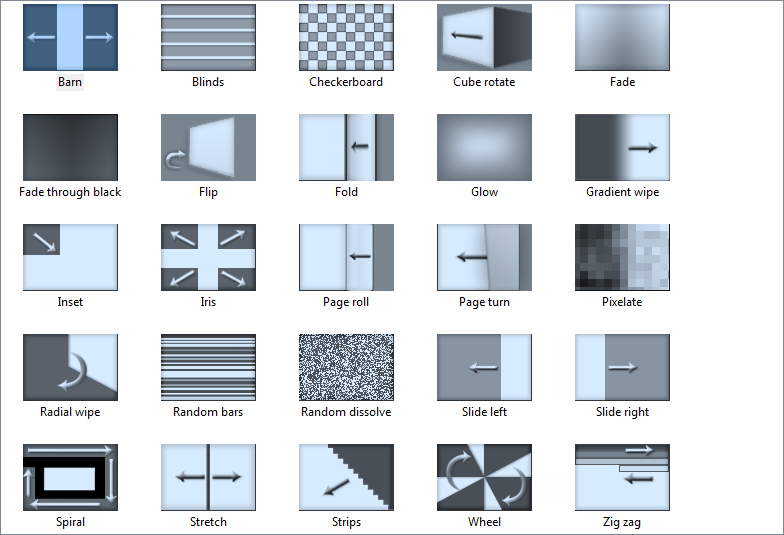 Barn
Blinds
Checkerboard
Cube rotate
Fade
Fade through black
Flip
Fold
Glow
Gradient wipe
Inset
Iris
Page roll
Page turn
Pixelate
Radial wipe
Random bars
Random dissolve
Slide left
Slide right
Spiral
Stretch
Strips
Wheel
Zig zag